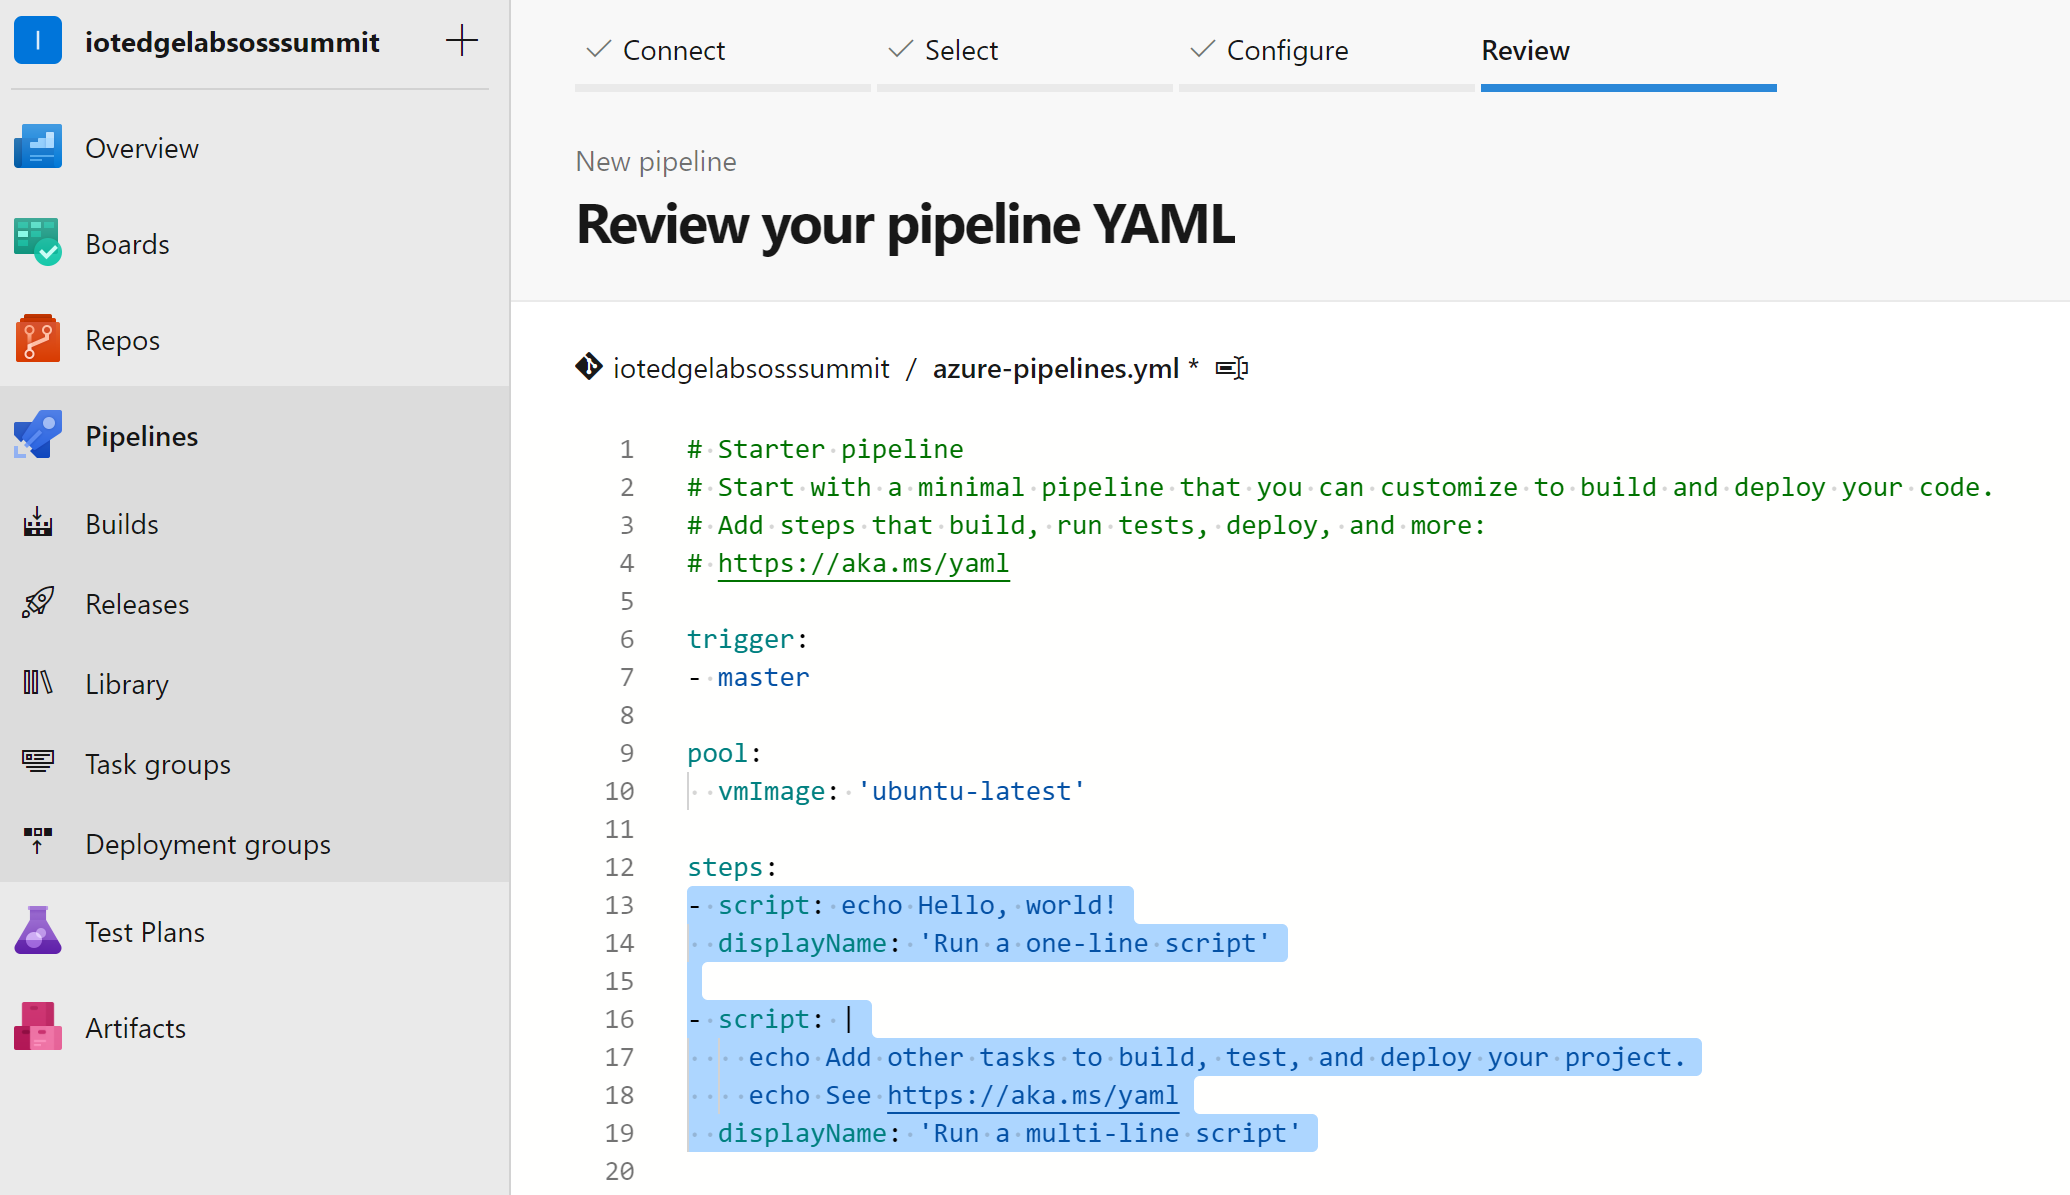 I iotedgelabsosssummit
Overview
Boards
Repos
Pipelines
Builds
Releases
Library
Task groups
Deployment groups
Test Plans
Artifacts
Connect Select Configure Review
New pipeline
Review your pipeline YAML
iotedgelabsosssummit / azure-pipelines.yml *
1 # Starter pipeline
2 # Start with a minimal pipeline that you can customize to build and deploy your code.
3 # Add steps that build, run tests, deploy, and more:
4 # https://aka.ms/yaml
5
6 trigger:
7 - master
8
9 pool:
10   vmImage: 'ubuntu-latest'
11
12 steps:
13 - script: echo Hello, world!
14   displayName: 'Run a one-line script'
15
16 - script: |
17     echo Add other tasks to build, test, and deploy your project.
18     echo See https://aka.ms/yaml
19   displayName: 'Run a multi-line script'
20